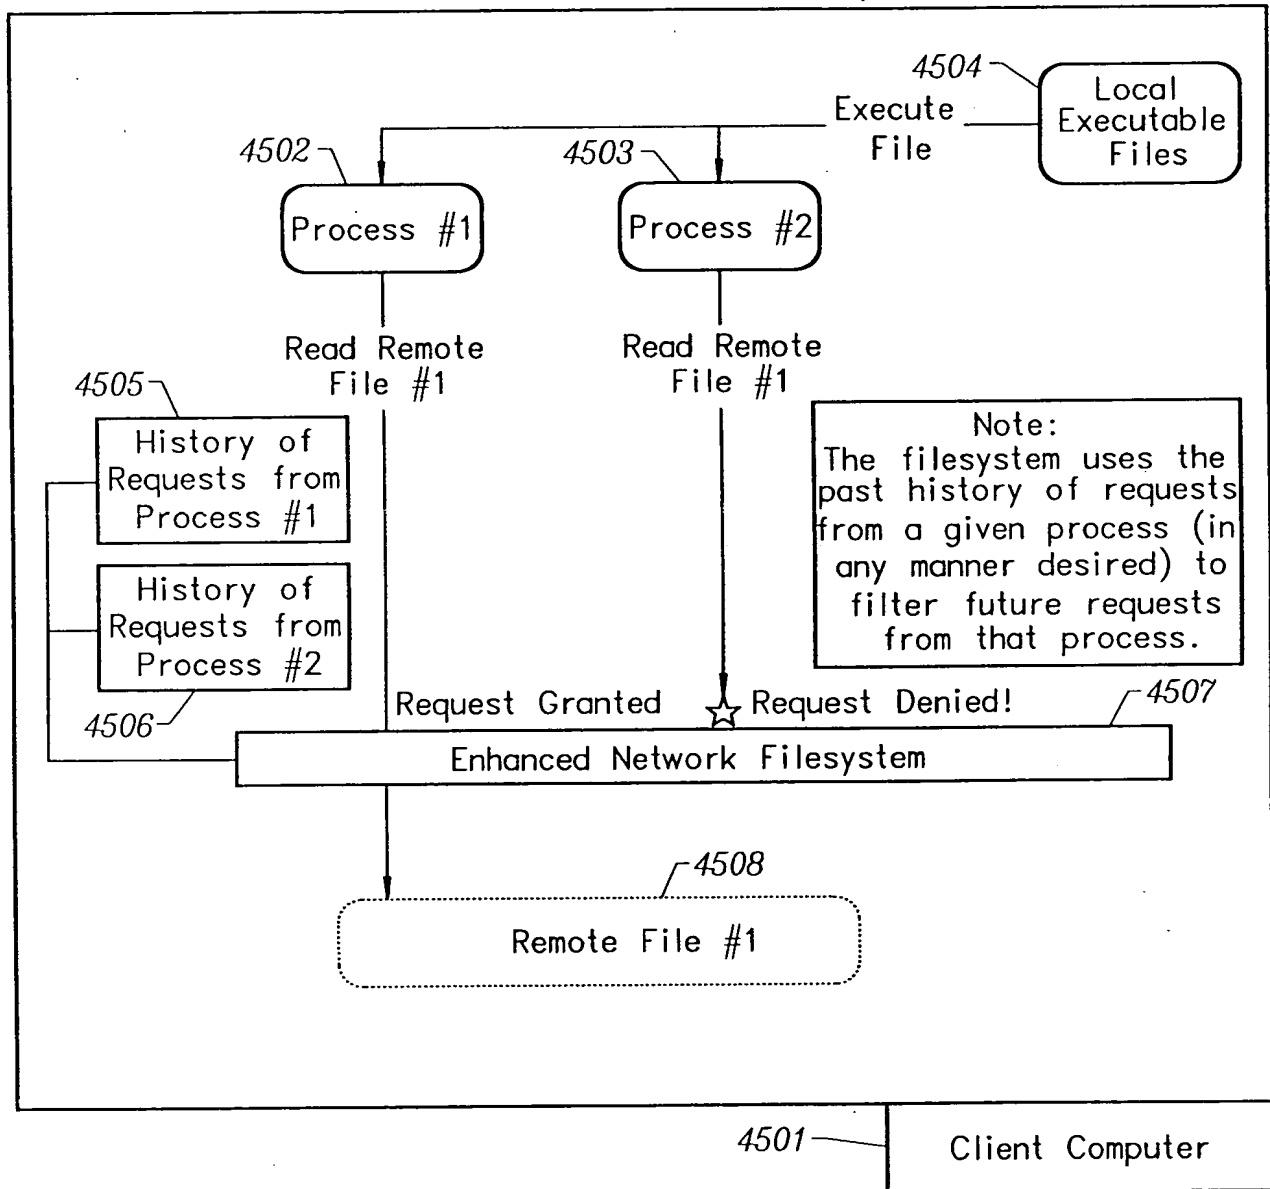 4504
Local
Executable
Files
Execute
File
4502
4503
Process #1
Process #2
Read Remote
File #1
Read Remote
File #1
4505
History of
Requests from
Process #1
History of
Requests from
Process #2
4506
Note:
The filesystem uses the
past history of requests
from a given process (in
any manner desired) to
filter future requests
from that process.
Request Granted
Request Denied!
4507
Enhanced Network Filesystem
4508
Remote File #1
4501
Client Computer